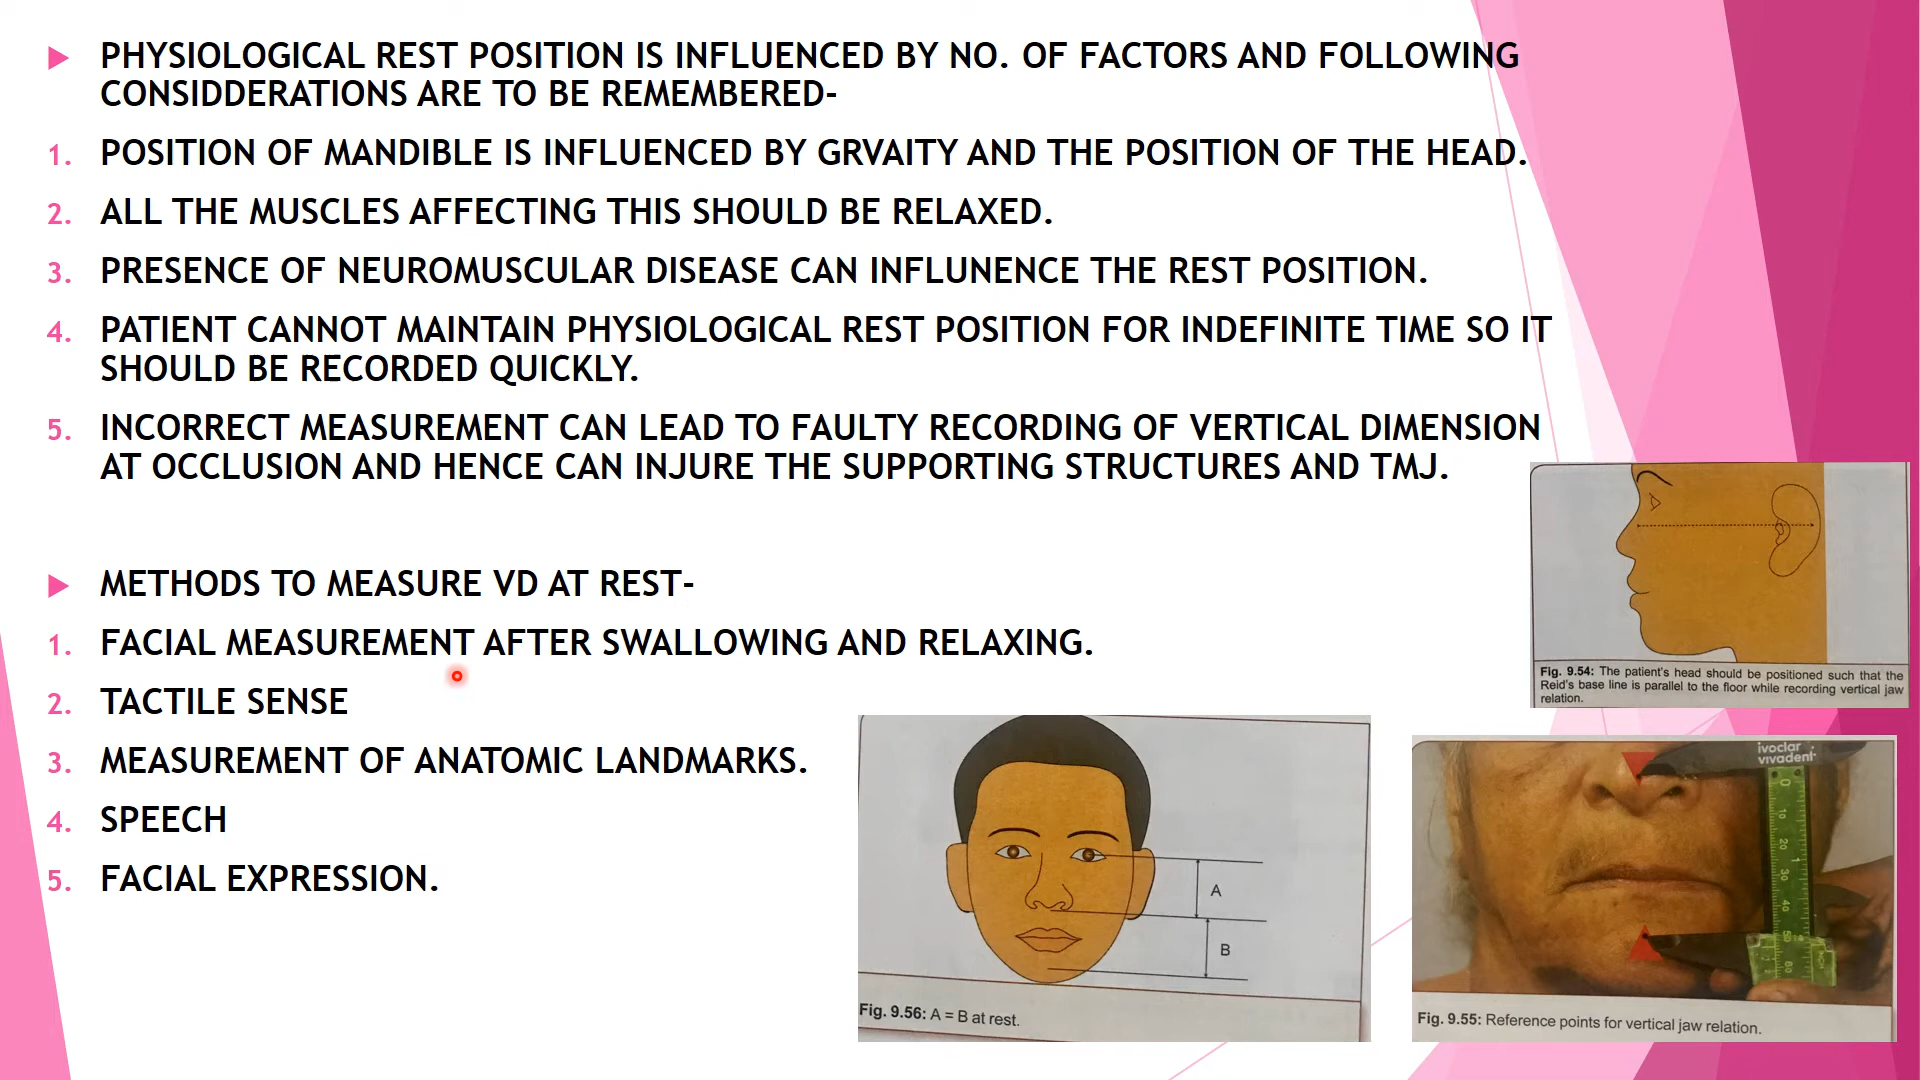 PHYSIOLOGICAL REST POSITION IS INFLUENCED BY NO. OF FACTORS AND FOLLOWING
CONSIDDERATIONS ARE TO BE REMEMBERED-
1. POSITION OF MANDIBLE IS INFLUENCED BY GRVAITY AND THE POSITION OF THE HEAD.
2. ALL THE MUSCLES AFFECTING THIS SHOULD BE RELAXED.
3. PRESENCE OF NEUROMUSCULAR DISEASE CAN INFLUNENCE THE REST POSITION.
4. PATIENT CANNOT MAINTAIN PHYSIOLOGICAL REST POSITION FOR INDEFINITE TIME SO IT
SHOULD BE RECORDED QUICKLY.
5. INCORRECT MEASUREMENT CAN LEAD TO FAULTY RECORDING OF VERTICAL DIMENSION
AT OCCLUSION AND HENCE CAN INJURE THE SUPPORTING STRUCTURES AND TMJ.
METHODS TO MEASURE VD AT REST-
1. FACIAL MEASUREMENT AFTER SWALLOWING AND RELAXING.
2. TACTILE SENSE
3. MEASUREMENT OF ANATOMIC LANDMARKS.
4. SPEECH
5. FACIAL EXPRESSION.
Fig. 9.54: The patient's head should be positioned such that the
Reid's base line is parallel to the floor while recording vertical jaw
relation.
A
B
Fig. 9.56: A = B at rest.
ivoclar
vivadent
0
10
20
1
30
40
50
60
Fig. 9.55: Reference points for vertical jaw relation.